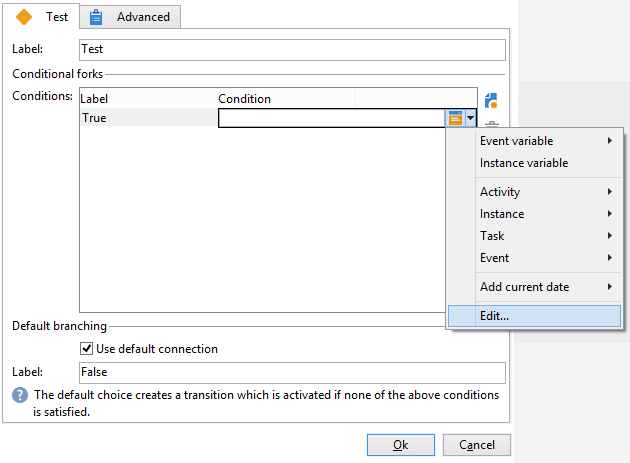 Test
Advanced
Label:
Test
Conditional forks
Conditions:
Label
Condition
True
Event variable
Instance variable
Activity
Instance
Task
Event
Add current date
Edit...
Default branching
Use default connection
Label:
False
The default choice creates a transition which is activated if none of the above conditions
is satisfied.
Ok
Cancel